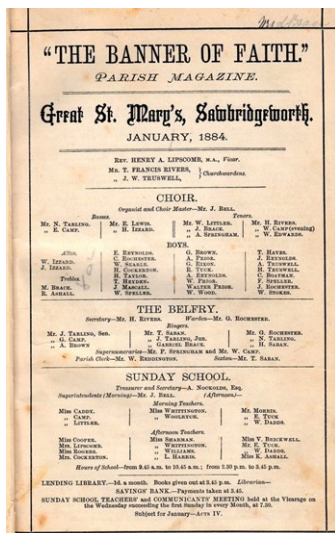 "THE BANNER OF FAITH."
PARISH MAGAZINE.
Great St. Mary's, Sawbridgeworth.
JANUARY, 1884.
REV. HENRY A. LIPSCOMB, M.A., Vicar.
MR. T. FRANCIS RIVERS, } Churchwardens.
„ J. W. TRUSWELL,
CHOIR.
Organist and Choir Master—MR. J. BELL.
Basses. Tenors.
MR. N. TARLING. MR. E. LEWIS. MR. W. LITTLER. MR. H. RIVERS.
„ E. CAMP. „ H. IZZARD. „ J. BRACE. „ W. CAMP (evening)
„ A. SPRINGHAM. „ W. EDWARDS.
BOYS.
Altos. E. REYNOLDS. G. BROWN. T. HAYES.
W. IZZARD. C. ROCHESTER. A. PRIOR. J. REYNOLDS.
J. IZZARD. W. SEARLE. F. A. TRUSWELL.
H. COCKERTON. E. TUCK. H. TRUSWELL.
Trebles. H. TAYLOR. A. REYNOLDS. C. BOATMAN.
T. HEYDEN. W. PRIOR. F. SPELLER.
M. BRACE. J. MASCALL. WALTER PRIOR. J. ROCHESTER.
R. ASHALL. W. SPELLER. W. WOOD. W. STOKES.
THE BELFRY.
Secretary—MR. H. RIVERS. Warden—MR. G. ROCHESTER.
Ringers.
MR. J. TARLING, SEN. MR. T. SABAN. MR. G. ROCHESTER.
„ G. CAMP. „ J. TARLING, JUN. „ N. TARLING.
„ A. BROWN „ GABRIEL BRACE. „ H. SABAN.
Supernumeraries—MR. P. SPRINGHAM and MR. W. CAMP.
Parish Clerk—MR. W. REDDINGTON. Sexton—MR. T. SABAN
SUNDAY SCHOOL.
Treasurer and Secretary—A. NOCKOLDS, ESQ.
Superintendents (Morning)—MR. J. BELL. (Afternoon)—
Morning Teachers.
MISS CADGE. MISS WHITTINGTON. MR. MORRIS.
„ CAMP. „ WOOLRYCH. „ E. TUCK
„ LITTLER. „ W. DADDS.
Afternoon Teachers.
MISS COOPER. MISS SHARMAN. MISS V. BRICKWELL.
MRS. LIPSCOMB. „ WHITTINGTON. MR. E. TUCK.
MISS ROGERS. „ WILLIAMS. „ W. DADDS.
MRS. COCKERTON. „ L. HARRIS. MISS K. ASHALL.
Hours of School—from 9.45 a.m. to 10.45 a.m.; from 2.30 p.m. to 3.45 p.m.
LENDING LIBRARY.—1d. a month. Books given out at 3.45 p.m. Librarian—
SAVINGS' BANK.—Payments taken at 3.45.
SUNDAY SCHOOL TEACHERS' and COMMUNICANTS' MEETING held at the Vicarage on
the Wednesday succeeding the first Sunday in every Month, at 7.30.
Subject for January—ACTS IV.